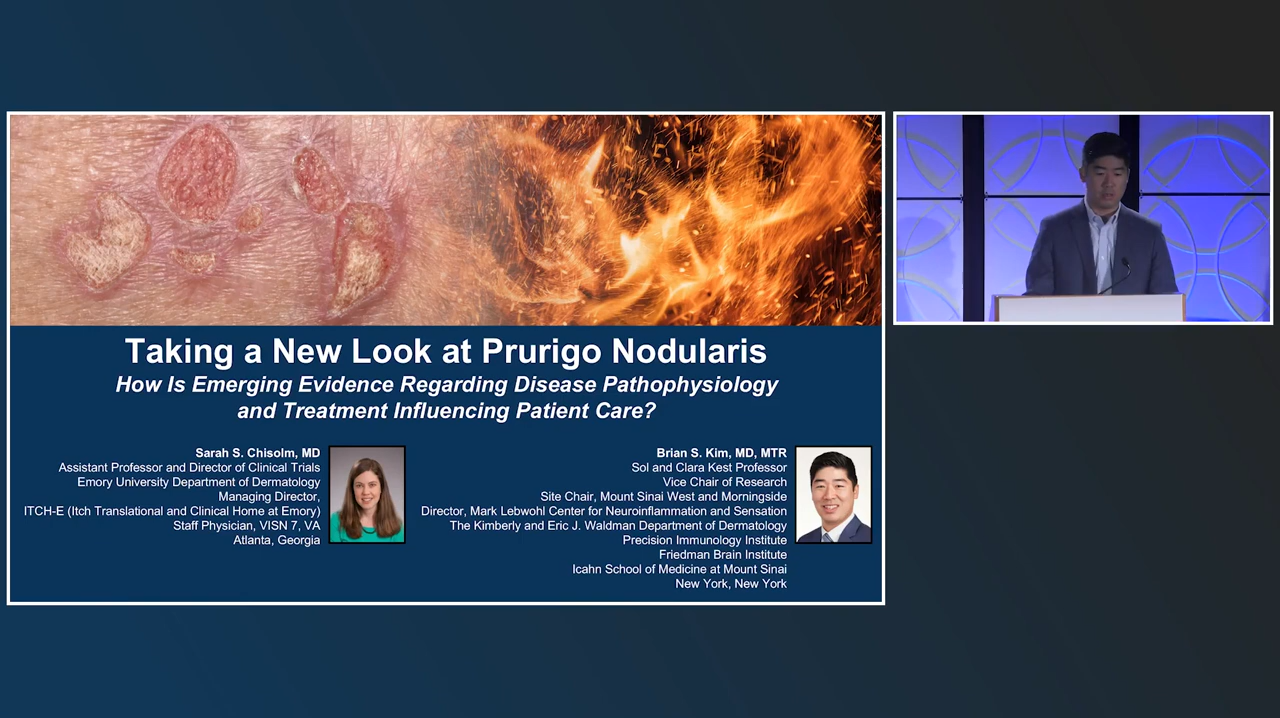 Taking a New Look at Prurigo Nodularis
How Is Emerging Evidence Regarding Disease Pathophysiology
and Treatment Influencing Patient Care?
Sarah S. Chisolm, MD
Assistant Professor and Director of Clinical Trials
Emory University Department of Dermatology
Managing Director,
ITCH-E (Itch Translational and Clinical Home at Emory)
Staff Physician, VISN 7, VA
Atlanta, Georgia
Brian S. Kim, MD, MTR
Sol and Clara Kest Professor
Vice Chair of Research
Site Chair, Mount Sinai West and Morningside
Director, Mark Lebwohl Center for Neuroinflammation and Sensation
The Kimberly and Eric J. Waldman Department of Dermatology
Precision Immunology Institute
Friedman Brain Institute
Icahn School of Medicine at Mount Sinai
New York, New York